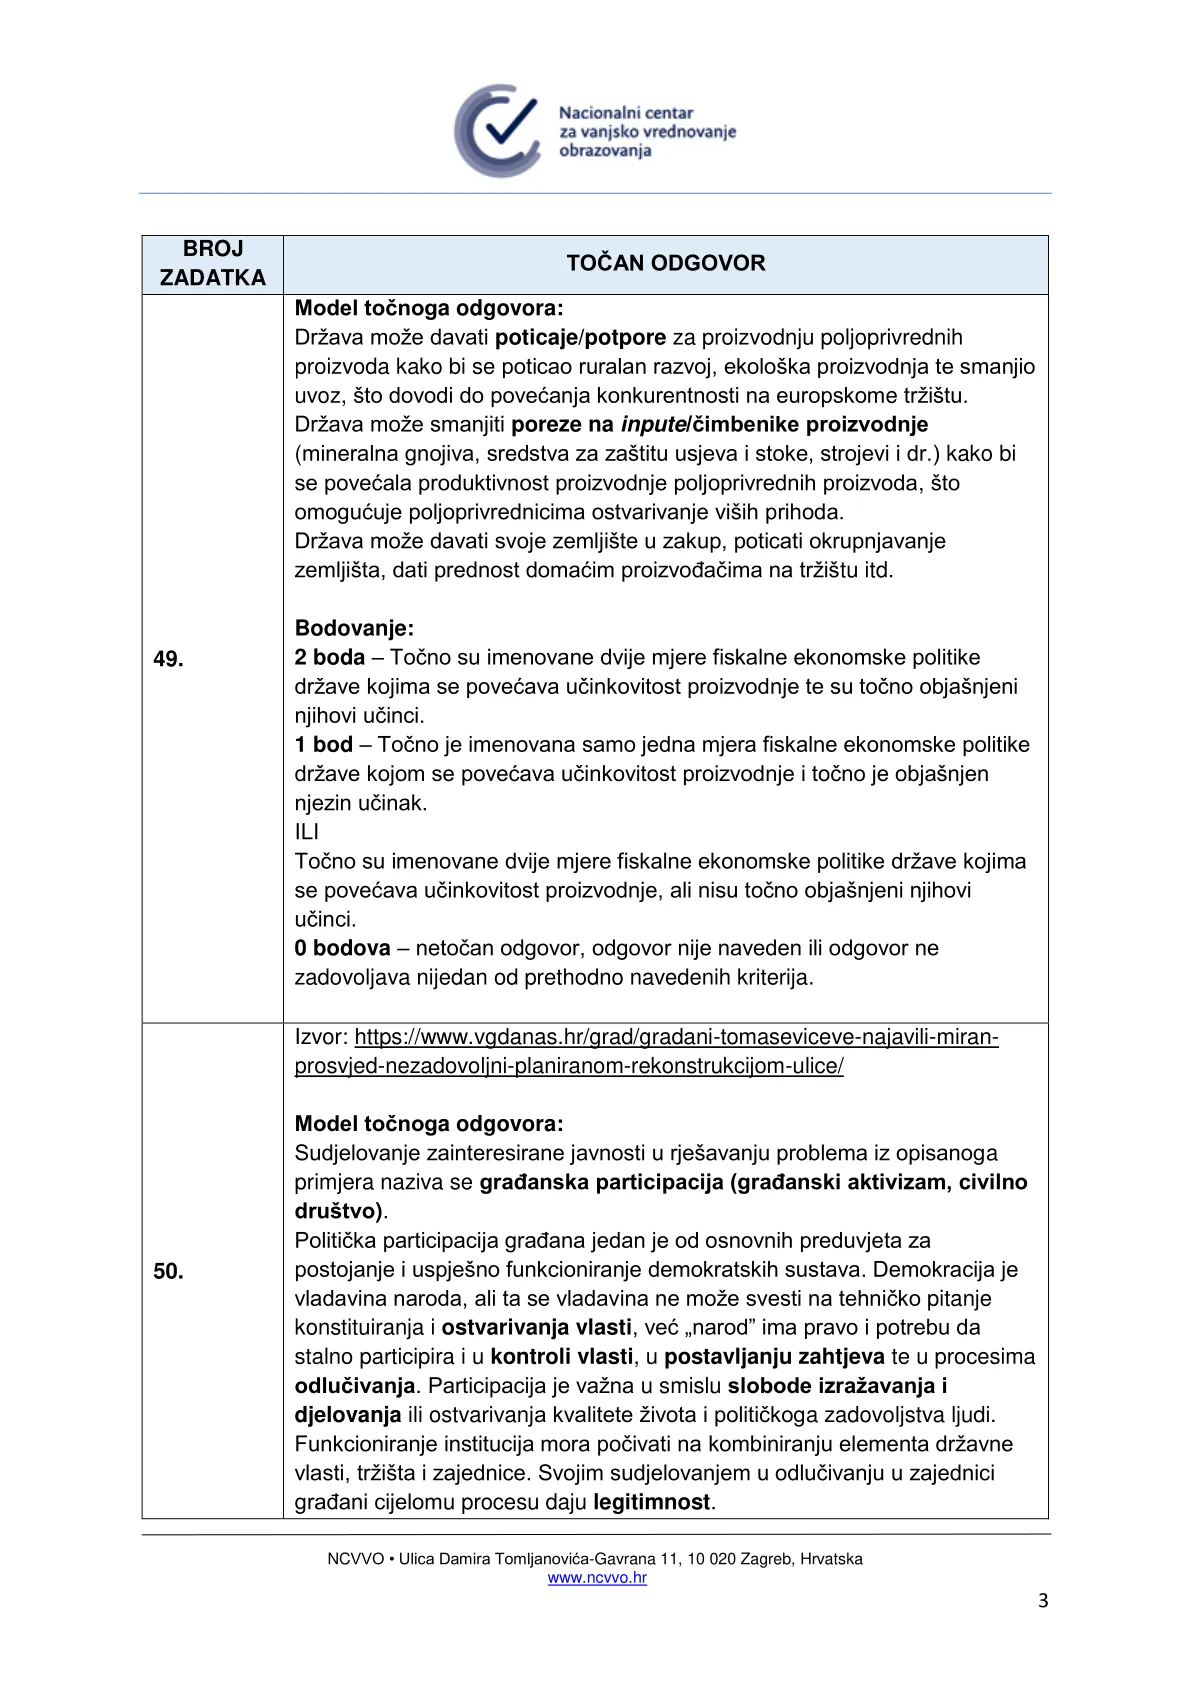 Nacionalni centar
za vanjsko vrednovanje
obrazovanja
BROJ
ZADATKA
TOČAN ODGOVOR
49.
Model točnoga odgovora:
Država može davati poticaje/potpore za proizvodnju poljoprivrednih
proizvoda kako bi se poticao ruralan razvoj, ekološka proizvodnja te smanjio
uvoz, što dovodi do povećanja konkurentnosti na europskome tržištu.
Država može smanjiti poreze na inpute/čimbenike proizvodnje
(mineralna gnojiva, sredstva za zaštitu usjeva i stoke, strojevi i dr.) kako bi
se povećala produktivnost proizvodnje poljoprivrednih proizvoda, što
omogućuje poljoprivrednicima ostvarivanje viših prihoda.
Država može davati svoje zemljište u zakup, poticati okrupnjavanje
zemljišta, dati prednost domaćim proizvođačima na tržištu itd.
Bodovanje:
2 boda – Točno su imenovane dvije mjere fiskalne ekonomske politike
države kojima se povećava učinkovitost proizvodnje te su točno objašnjeni
njihovi učinci.
1 bod – Točno je imenovana samo jedna mjera fiskalne ekonomske politike
države kojom se povećava učinkovitost proizvodnje i točno je objašnjen
njezin učinak.
ILI
Točno su imenovane dvije mjere fiskalne ekonomske politike države kojima
se povećava učinkovitost proizvodnje, ali nisu točno objašnjeni njihovi
učinci.
0 bodova – netočan odgovor, odgovor nije naveden ili odgovor ne
zadovoljava nijedan od prethodno navedenih kriterija.
50.
Izvor: https://www.vgdanas.hr/grad/gradani-tomaseviceve-najavili-miran-
prosvjed-nezadovoljni-planiranom-rekonstrukcijom-ulice/
Model točnoga odgovora:
Sudjelovanje zainteresirane javnosti u rješavanju problema iz opisanoga
primjera naziva se građanska participacija (građanski aktivizam, civilno
društvo).
Politička participacija građana jedan je od osnovnih preduvjeta za
postojanje i uspješno funkcioniranje demokratskih sustava. Demokracija je
vladavina naroda, ali ta se vladavina ne može svesti na tehničko pitanje
konstituiranja i ostvarivanja vlasti, već „narod” ima pravo i potrebu da
stalno participira i u kontroli vlasti, u postavljanju zahtjeva te u procesima
odlučivanja. Participacija je važna u smislu slobode izražavanja i
djelovanja ili ostvarivanja kvalitete života i političkoga zadovoljstva ljudi.
Funkcioniranje institucija mora počivati na kombiniranju elementa državne
vlasti, tržišta i zajednice. Svojim sudjelovanjem u odlučivanju u zajednici
građani cijelomu procesu daju legitimnost.
NCVVO • Ulica Damira Tomljanovića-Gavrana 11, 10 020 Zagreb, Hrvatska
www.ncvvo.hr
3